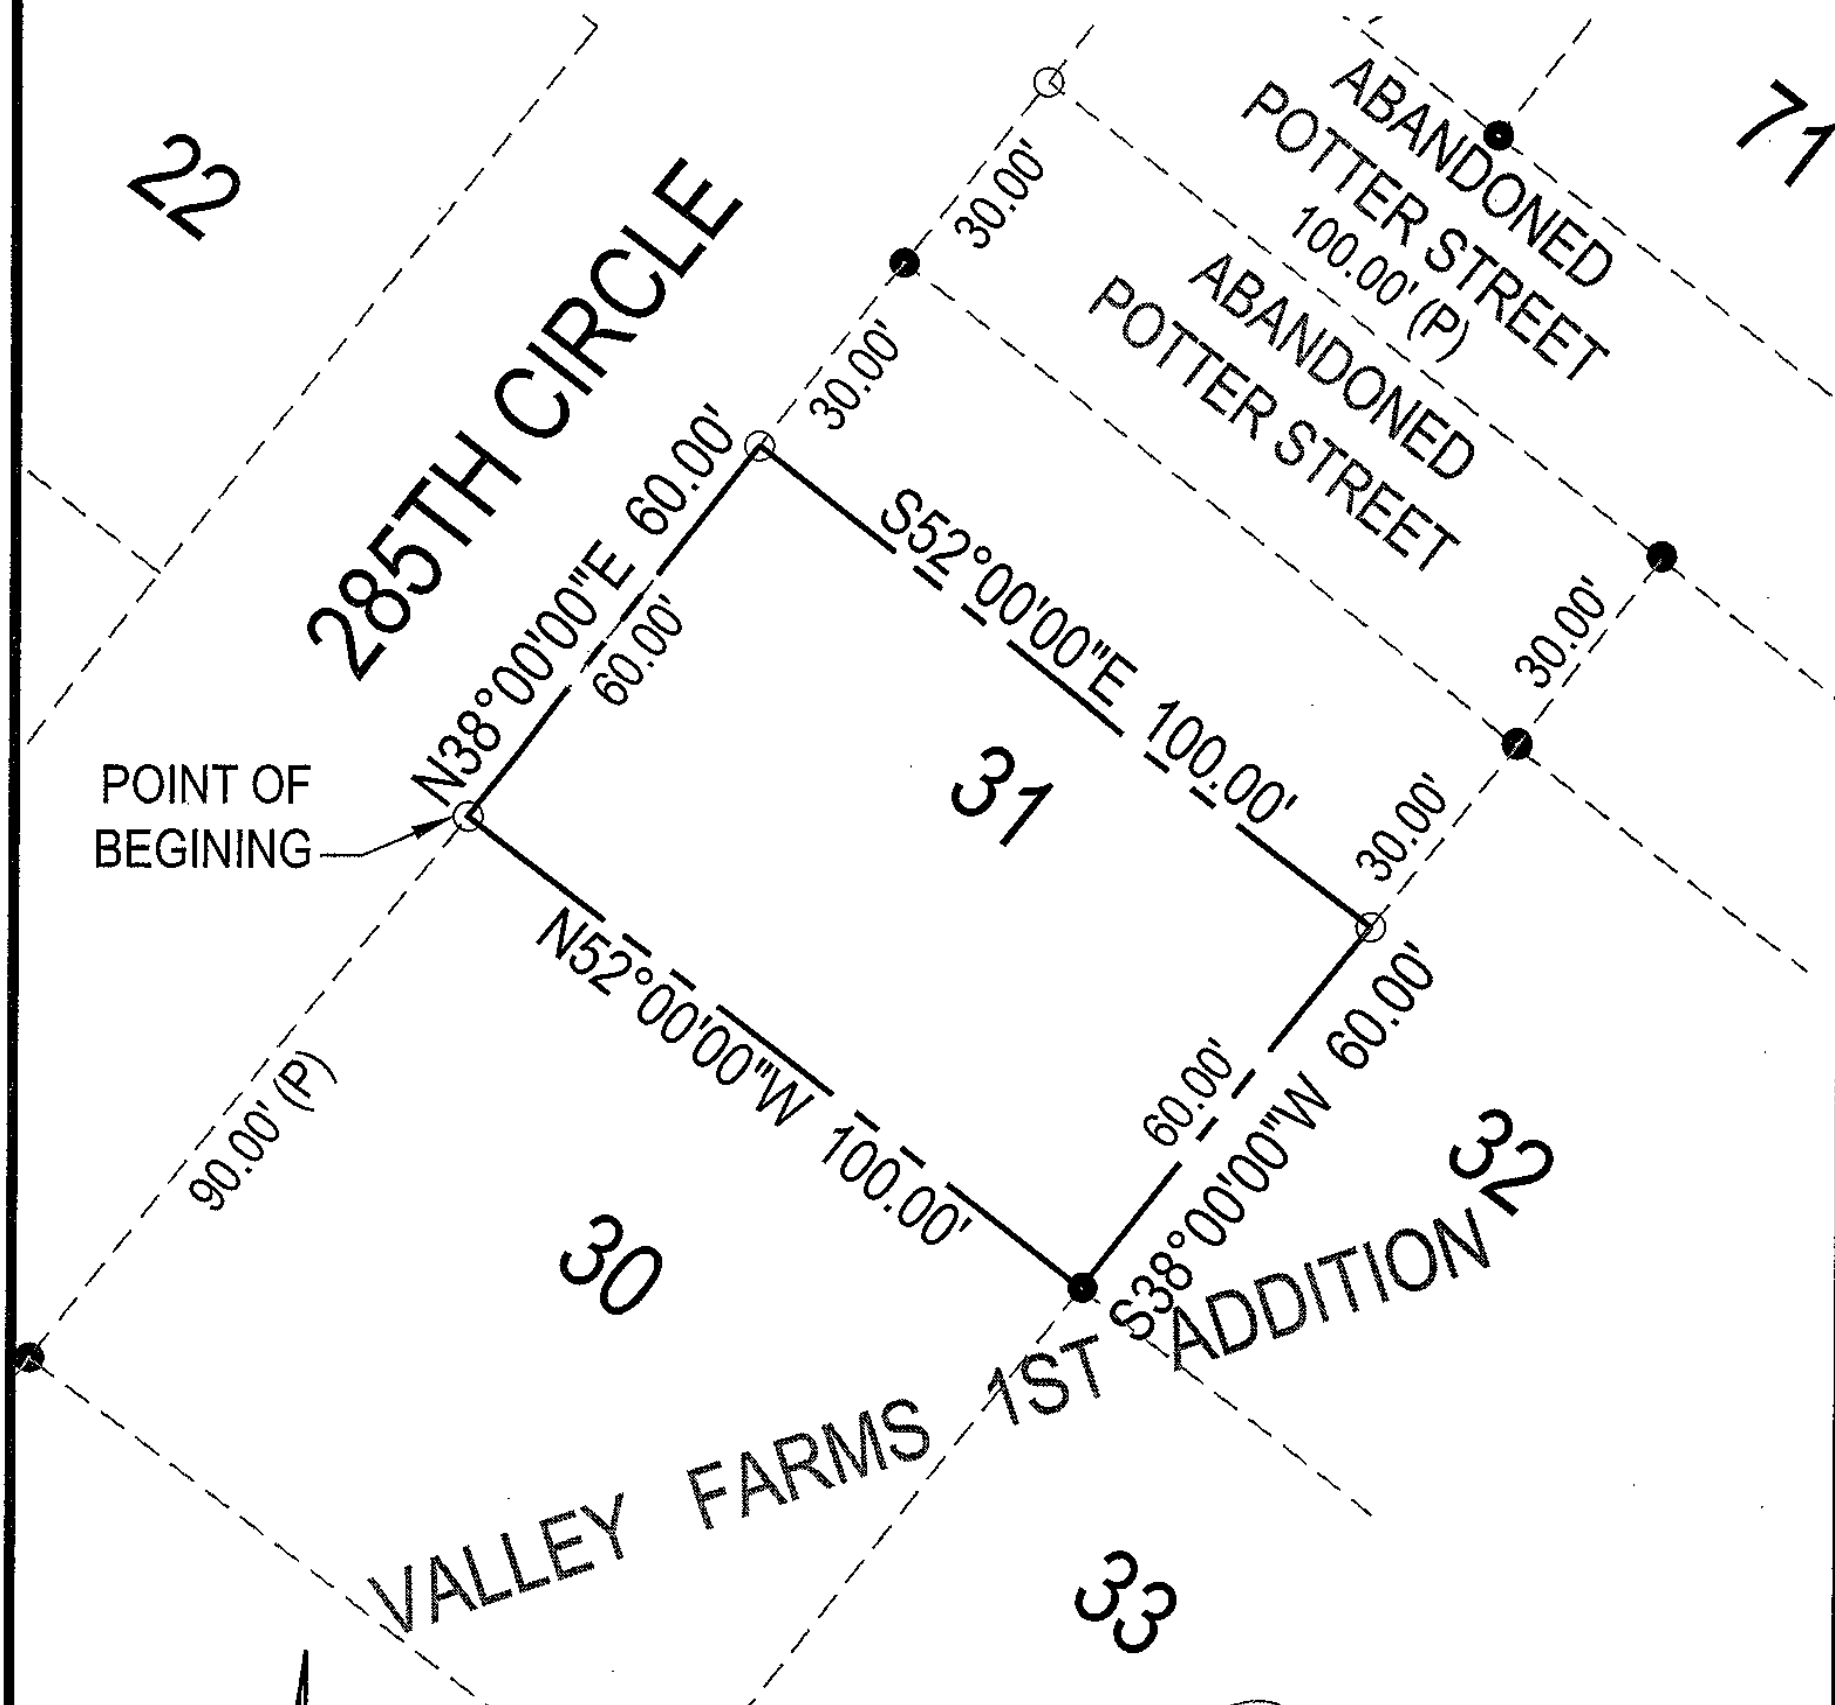 22
71
ABANDONED
POTTER STREET
100.00' (P)
ABANDONED
POTTER STREET
30.00'
30.00'
285TH CIRCLE
N38°00'00"E 60.00'
60.00'
S52°00'00"E 100.00'
30.00'
30.00'
POINT OF
BEGINING
31
N52°00'00"W 100.00'
60.00'
S38°00'00"W 60.00'
90.00' (P)
30
32
VALLEY FARMS 1ST ADDITION
33